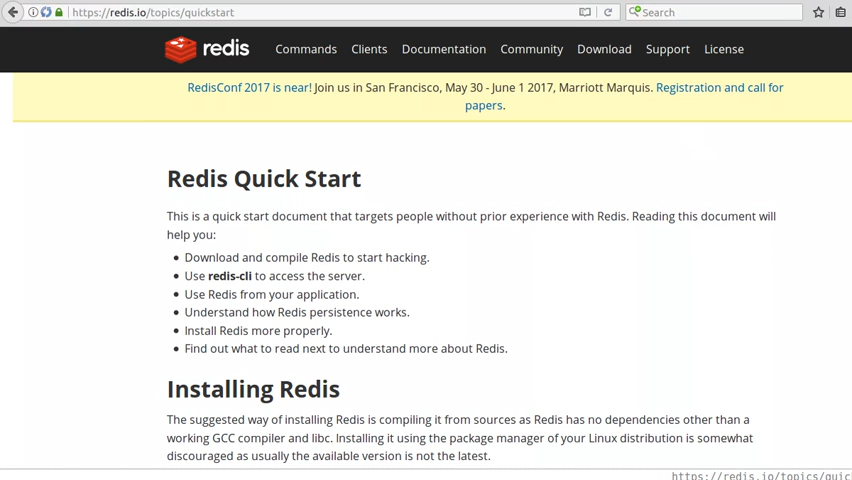 https://redis.io/topics/quickstart
Search
redis
Commands Clients Documentation Community Download Support License
RedisConf 2017 is near! Join us in San Francisco, May 30 - June 1 2017, Marriott Marquis. Registration and call for
papers.
Redis Quick Start
This is a quick start document that targets people without prior experience with Redis. Reading this document will
help you:
Download and compile Redis to start hacking.
Use redis-cli to access the server.
Use Redis from your application.
Understand how Redis persistence works.
Install Redis more properly.
Find out what to read next to understand more about Redis.
Installing Redis
The suggested way of installing Redis is compiling it from sources as Redis has no dependencies other than a
working GCC compiler and libc. Installing it using the package manager of your Linux distribution is somewhat
discouraged as usually the available version is not the latest.
https://redis.io/topics/quic